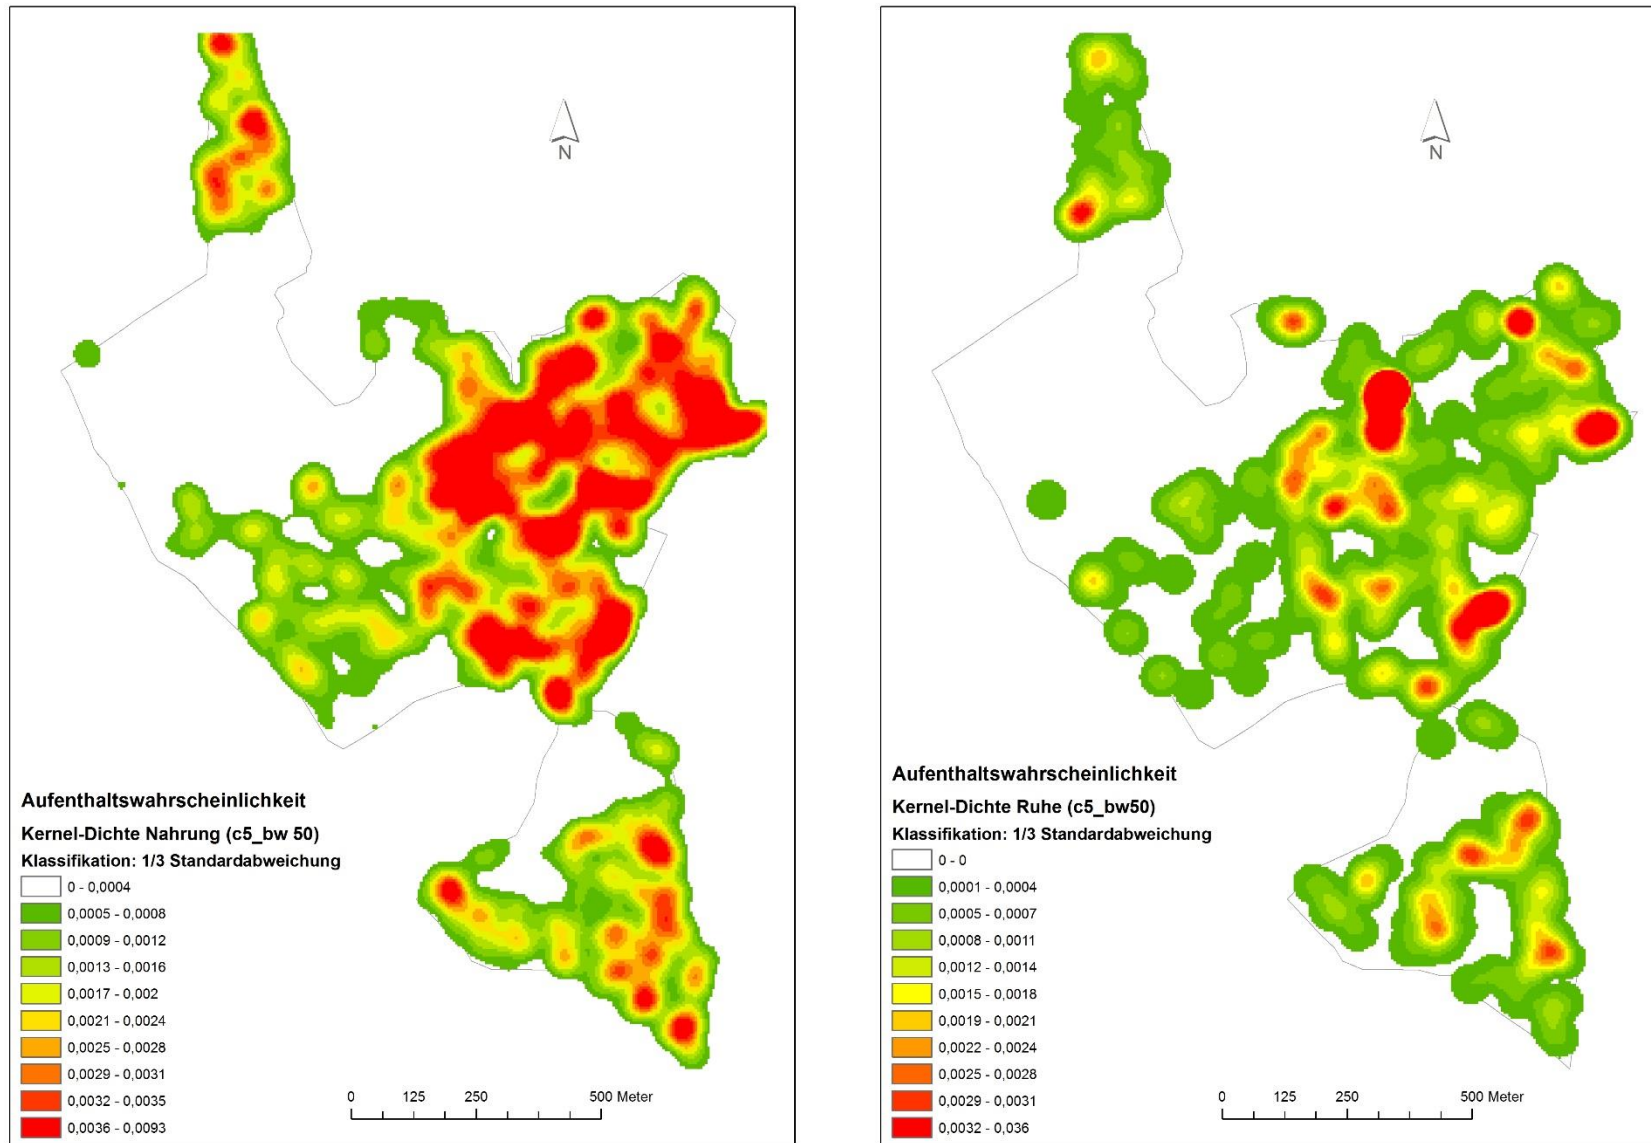 N
Aufenthaltswahrscheinlichkeit
Kernel-Dichte Nahrung (c5_bw 50)
Klassifikation: 1/3 Standardabweichung
0 - 0,0004
0,0005 - 0,0008
0,0009 - 0,0012
0,0013 - 0,0016
0,0017 - 0,002
0,0021 - 0,0024
0,0025 - 0,0028
0,0029 - 0,0031
0,0032 - 0,0035
0,0036 - 0,0093
0 125 250 500 Meter
N
Aufenthaltswahrscheinlichkeit
Kernel-Dichte Ruhe (c5_bw50)
Klassifikation: 1/3 Standardabweichung
0 - 0
0,0001 - 0,0004
0,0005 - 0,0007
0,0008 - 0,0011
0,0012 - 0,0014
0,0015 - 0,0018
0,0019 - 0,0021
0,0022 - 0,0024
0,0025 - 0,0028
0,0029 - 0,0031
0,0032 - 0,036
0 125 250 500 Meter